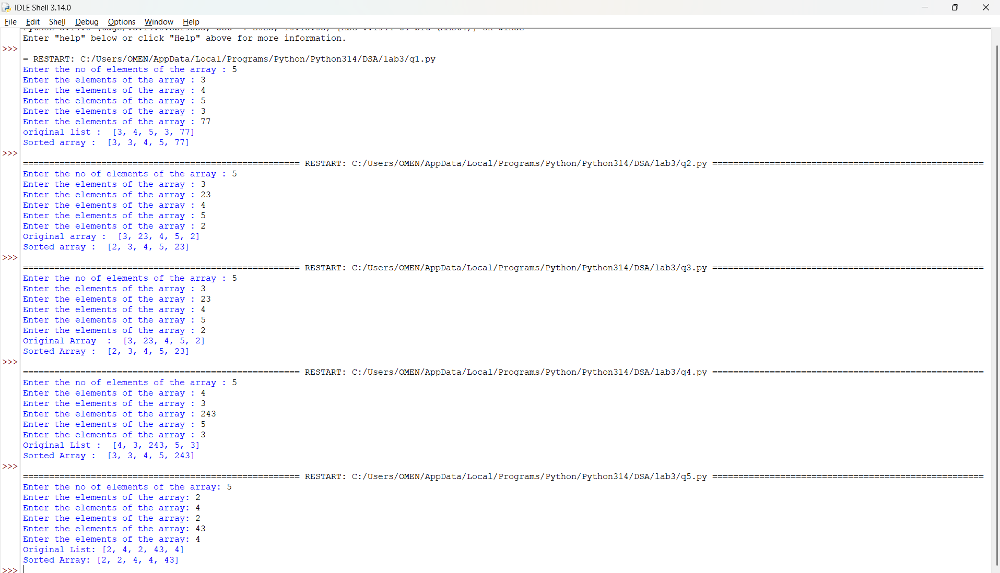 IDLE Shell 3.14.0
File Edit Shell Debug Options Window Help
Enter "help" below or click "Help" above for more information.
>>>
= RESTART: C:/Users/OMEN/AppData/Local/Programs/Python/Python314/DSA/lab3/q1.py
Enter the no of elements of the array : 5
Enter the elements of the array : 3
Enter the elements of the array : 4
Enter the elements of the array : 5
Enter the elements of the array : 3
Enter the elements of the array : 77
original list :  [3, 4, 5, 3, 77]
Sorted array :  [3, 3, 4, 5, 77]
>>>
===================================================== RESTART: C:/Users/OMEN/AppData/Local/Programs/Python/Python314/DSA/lab3/q2.py ====================================================
Enter the no of elements of the array : 5
Enter the elements of the array : 3
Enter the elements of the array : 23
Enter the elements of the array : 4
Enter the elements of the array : 5
Enter the elements of the array : 2
Original array :  [3, 23, 4, 5, 2]
Sorted array :  [2, 3, 4, 5, 23]
>>>
===================================================== RESTART: C:/Users/OMEN/AppData/Local/Programs/Python/Python314/DSA/lab3/q3.py ====================================================
Enter the no of elements of the array : 5
Enter the elements of the array : 3
Enter the elements of the array : 23
Enter the elements of the array : 4
Enter the elements of the array : 5
Enter the elements of the array : 2
Original Array  :  [3, 23, 4, 5, 2]
Sorted Array :  [2, 3, 4, 5, 23]
>>>
===================================================== RESTART: C:/Users/OMEN/AppData/Local/Programs/Python/Python314/DSA/lab3/q4.py ====================================================
Enter the no of elements of the array : 5
Enter the elements of the array : 4
Enter the elements of the array : 3
Enter the elements of the array : 243
Enter the elements of the array : 5
Enter the elements of the array : 3
Original List :  [4, 3, 243, 5, 3]
Sorted Array :  [3, 3, 4, 5, 243]
>>>
===================================================== RESTART: C:/Users/OMEN/AppData/Local/Programs/Python/Python314/DSA/lab3/q5.py ====================================================
Enter the no of elements of the array: 5
Enter the elements of the array: 2
Enter the elements of the array: 4
Enter the elements of the array: 2
Enter the elements of the array: 43
Enter the elements of the array: 4
Original List: [2, 4, 2, 43, 4]
Sorted Array: [2, 2, 4, 4, 43]
>>>